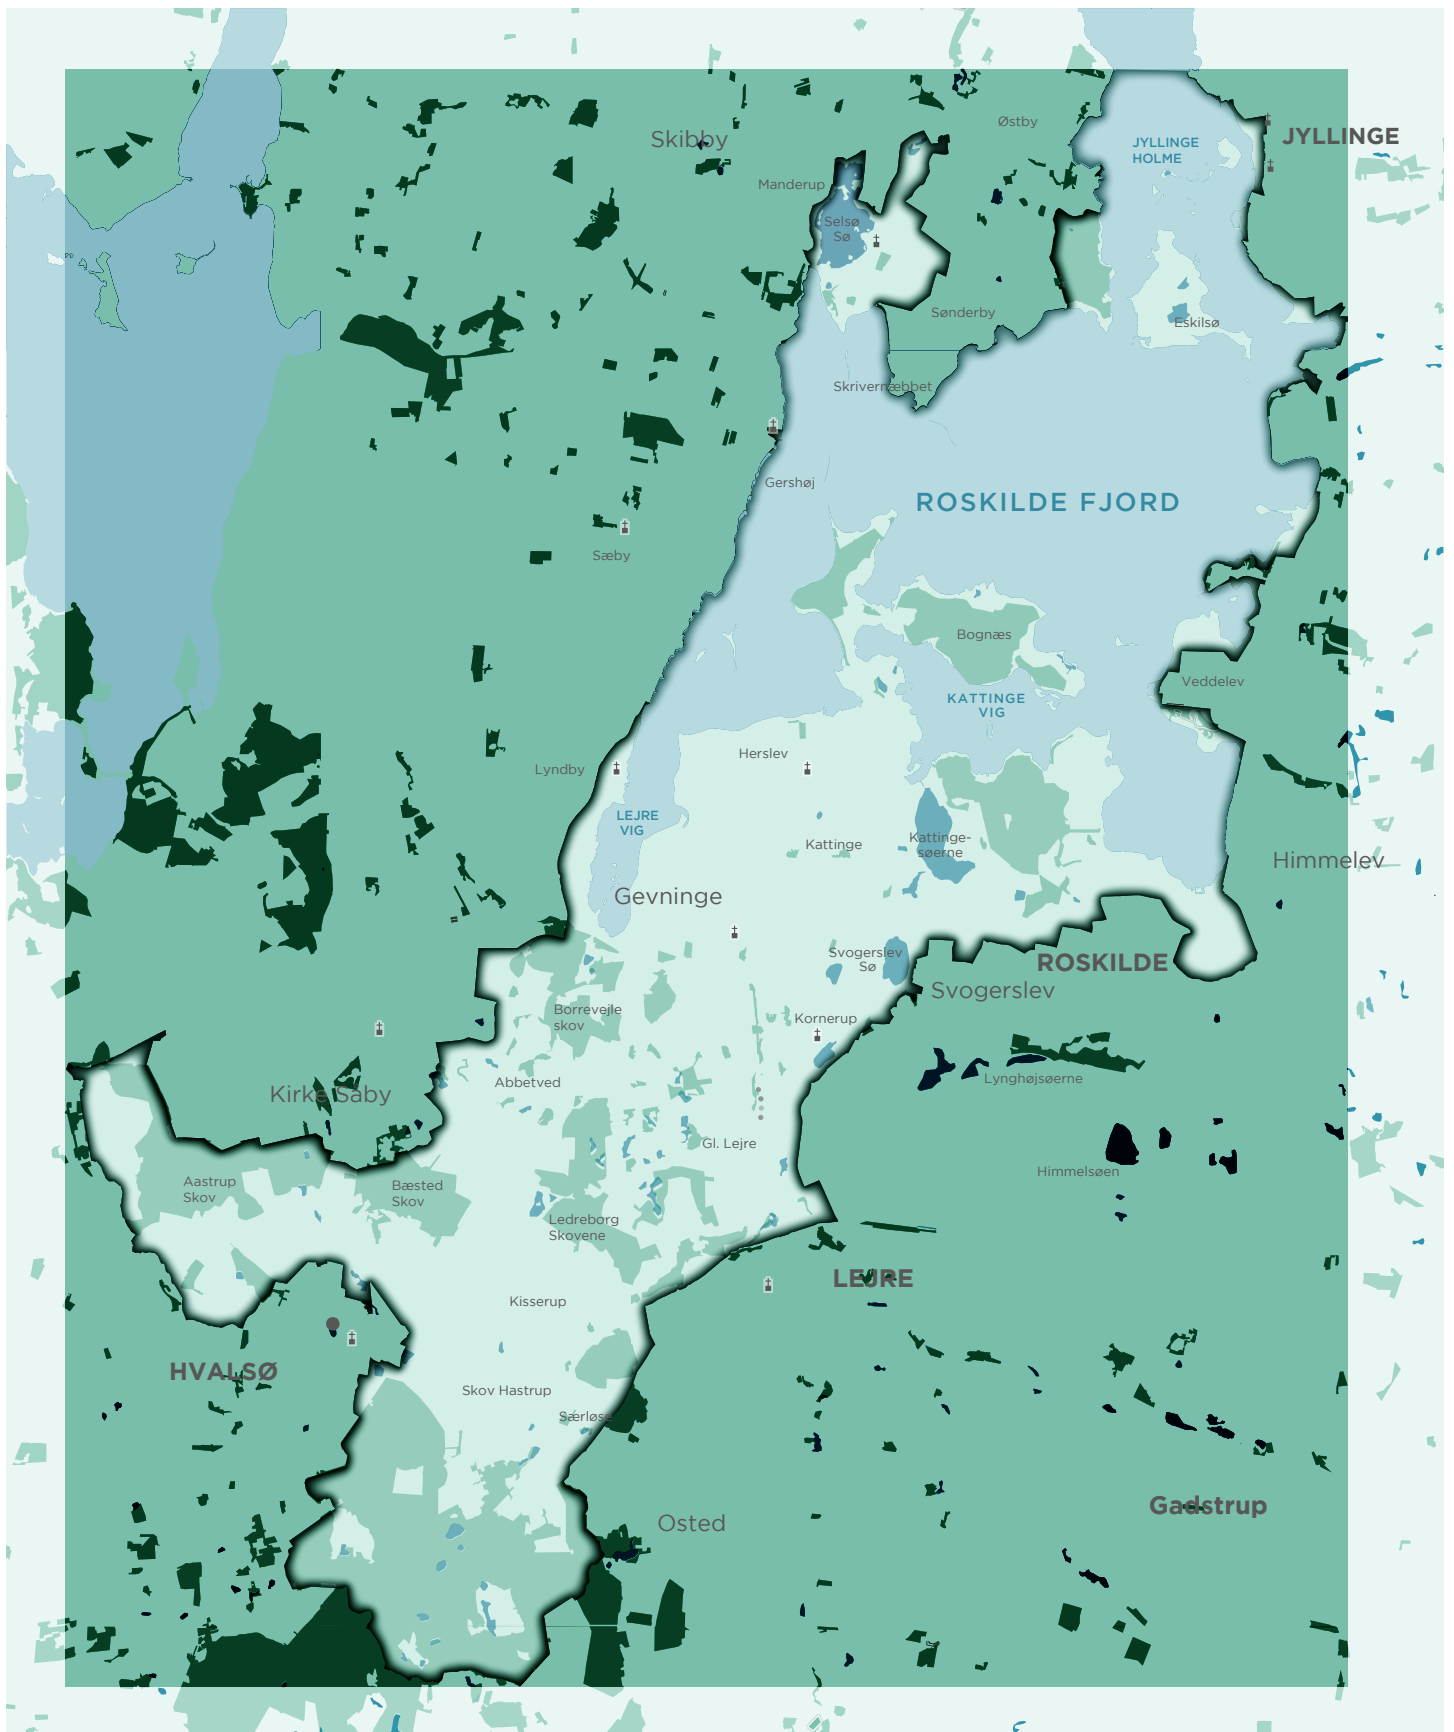 Østby
JYLLINGE
Skibby
JYLLINGE
HOLME
Manderup
Selsø
Sø
Sønderby
Eskilsø
Skrivernæbbet
Gershøj
ROSKILDE FJORD
Sæby
Bognæs
Veddelev
KATTINGE
VIG
Herslev
Lyndby
LEJRE
VIG
Kattinge-
søerne
Kattinge
Himmelev
Gevninge
Svogerslev
Sø
ROSKILDE
Svogerslev
Borrevejle
skov
Kornerup
Lynghøjsøerne
Abbetved
Kirke Såby
Gl. Lejre
Himmelsøen
Aastrup
Skov
Bæsted
Skov
Ledreborg
Skovene
LEJRE
Kisserup
HVALSØ
Skov Hastrup
Særløse
Gadstrup
Osted